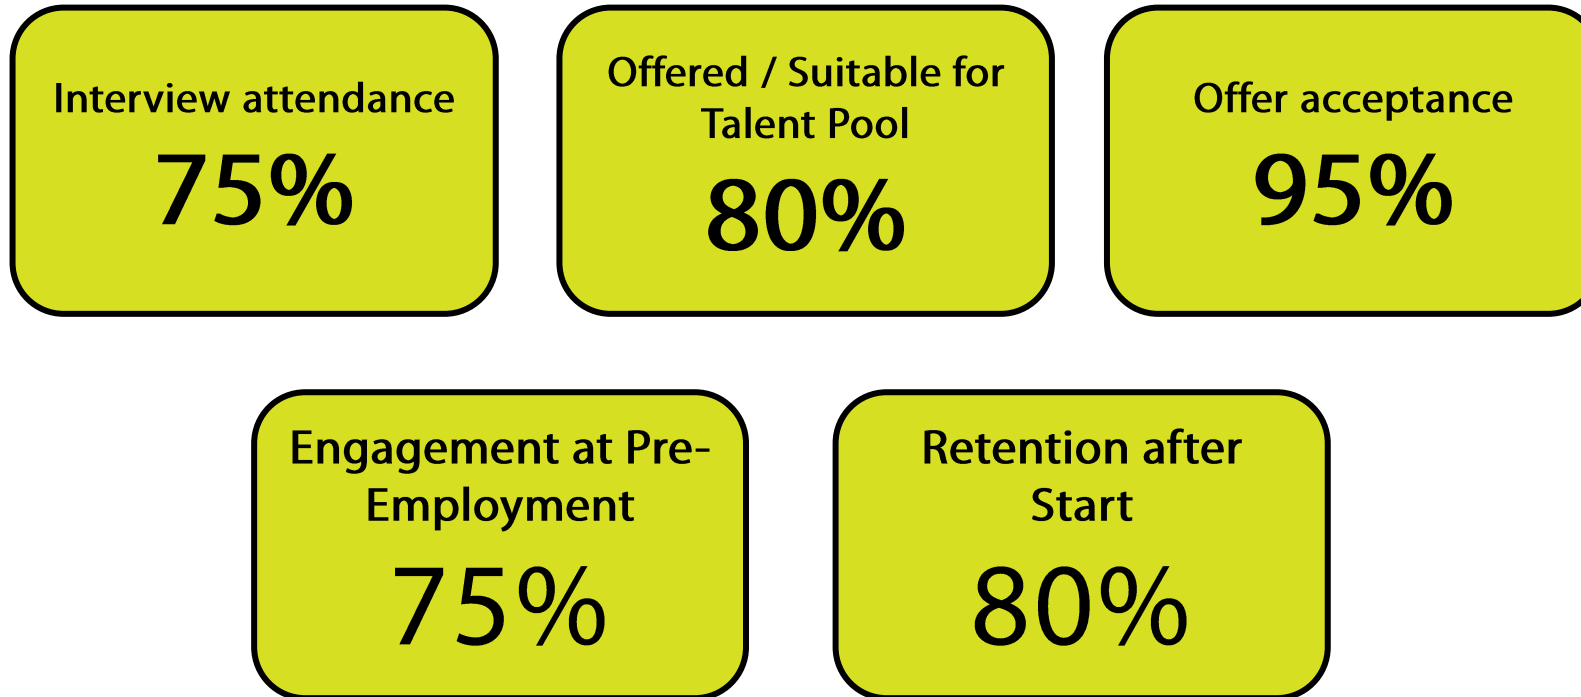 Interview attendance
75%
Offered / Suitable for
Talent Pool
80%
Offer acceptance
95%
Engagement at Pre-
Employment
75%
Retention after
Start
80%